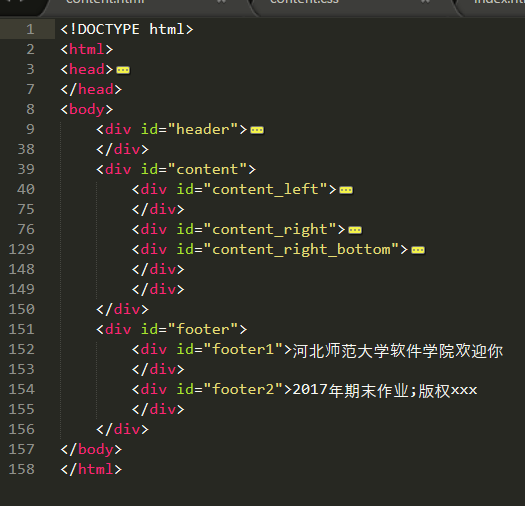 content.html content.css index.h
1 <!DOCTYPE html>
2 <html>
3 <head>
7 </head>
8 <body>
9 <div id="header">
38 </div>
39 <div id="content">
40 <div id="content_left">
75 </div>
76 <div id="content_right">
129 <div id="content_right_bottom">
148 </div>
149 </div>
150 </div>
151 <div id="footer">
152 <div id="footer1">河北师范大学软件学院欢迎你
153 </div>
154 <div id="footer2">2017年期末作业;版权xxx
155 </div>
156 </div>
157 </body>
158 </html>